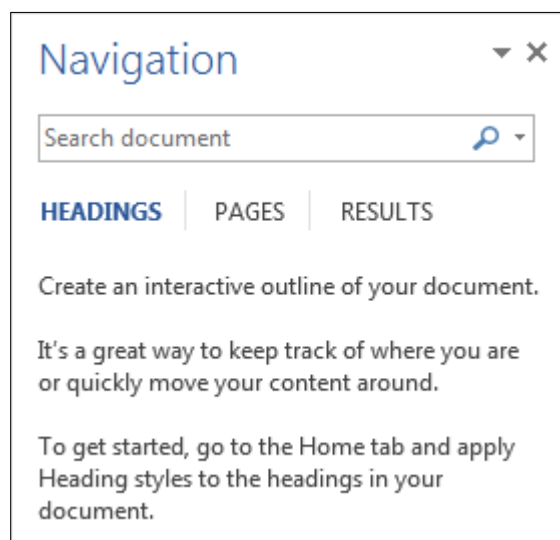 Navigation
Search document
HEADINGS PAGES RESULTS
Create an interactive outline of your document.
It's a great way to keep track of where you are
or quickly move your content around.
To get started, go to the Home tab and apply
Heading styles to the headings in your
document.